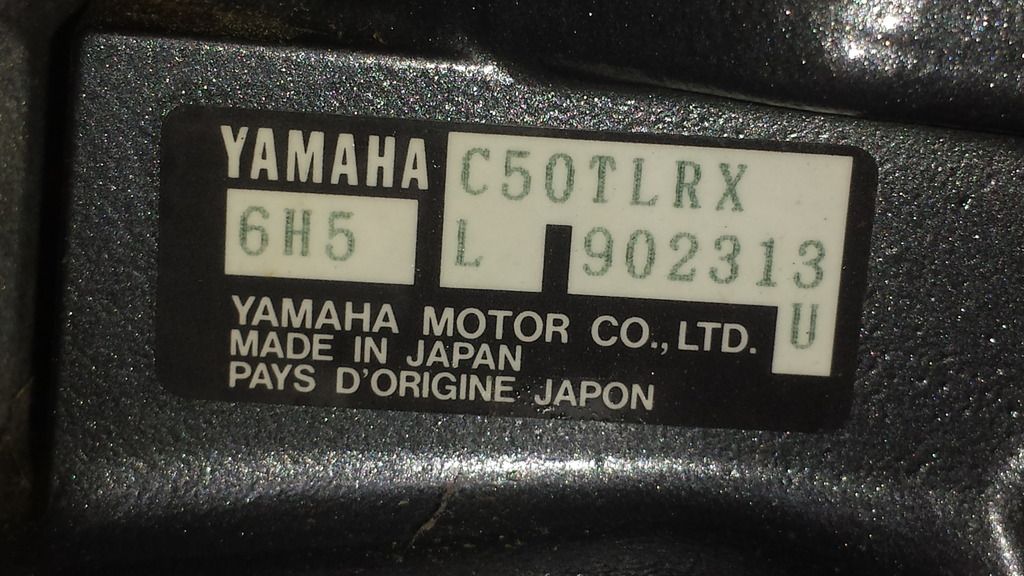 YAMAHA C50TLRX
6H5 L 902313
U
YAMAHA MOTOR CO., LTD.
MADE IN JAPAN
PAYS D'ORIGINE JAPON